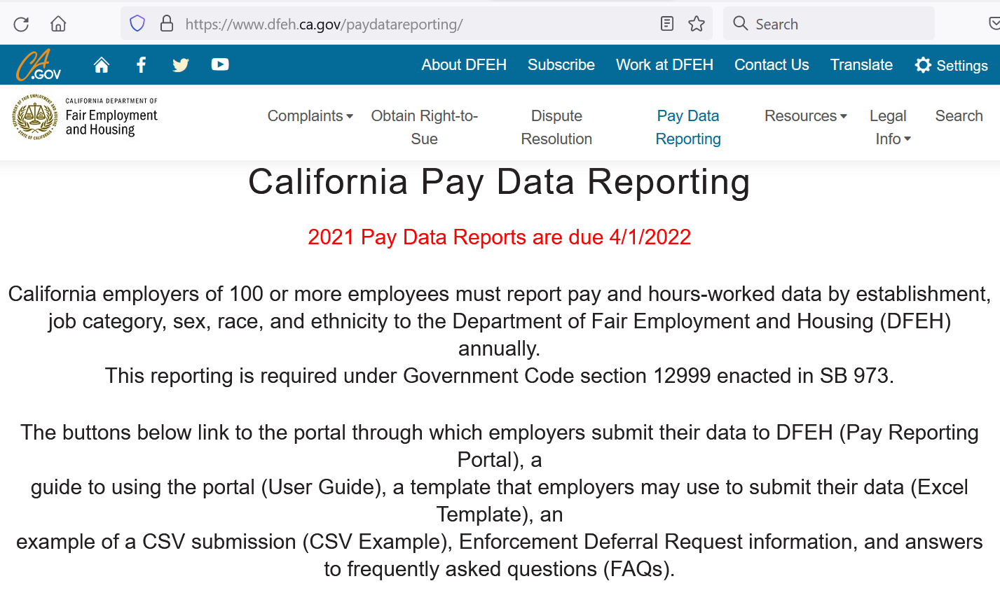 https://www.dfeh.ca.gov/paydatareporting/
Search
CA.GOV
About DFEH Subscribe Work at DFEH Contact Us Translate Settings
CALIFORNIA DEPARTMENT OF
Fair Employment
and Housing
Complaints
Obtain Right-to-
Sue
Dispute
Resolution
Pay Data
Reporting
Resources
Legal
Info
Search
California Pay Data Reporting
2021 Pay Data Reports are due 4/1/2022
California employers of 100 or more employees must report pay and hours-worked data by establishment,
job category, sex, race, and ethnicity to the Department of Fair Employment and Housing (DFEH)
annually.
This reporting is required under Government Code section 12999 enacted in SB 973.
The buttons below link to the portal through which employers submit their data to DFEH (Pay Reporting
Portal), a
guide to using the portal (User Guide), a template that employers may use to submit their data (Excel
Template), an
example of a CSV submission (CSV Example), Enforcement Deferral Request information, and answers
to frequently asked questions (FAQs).